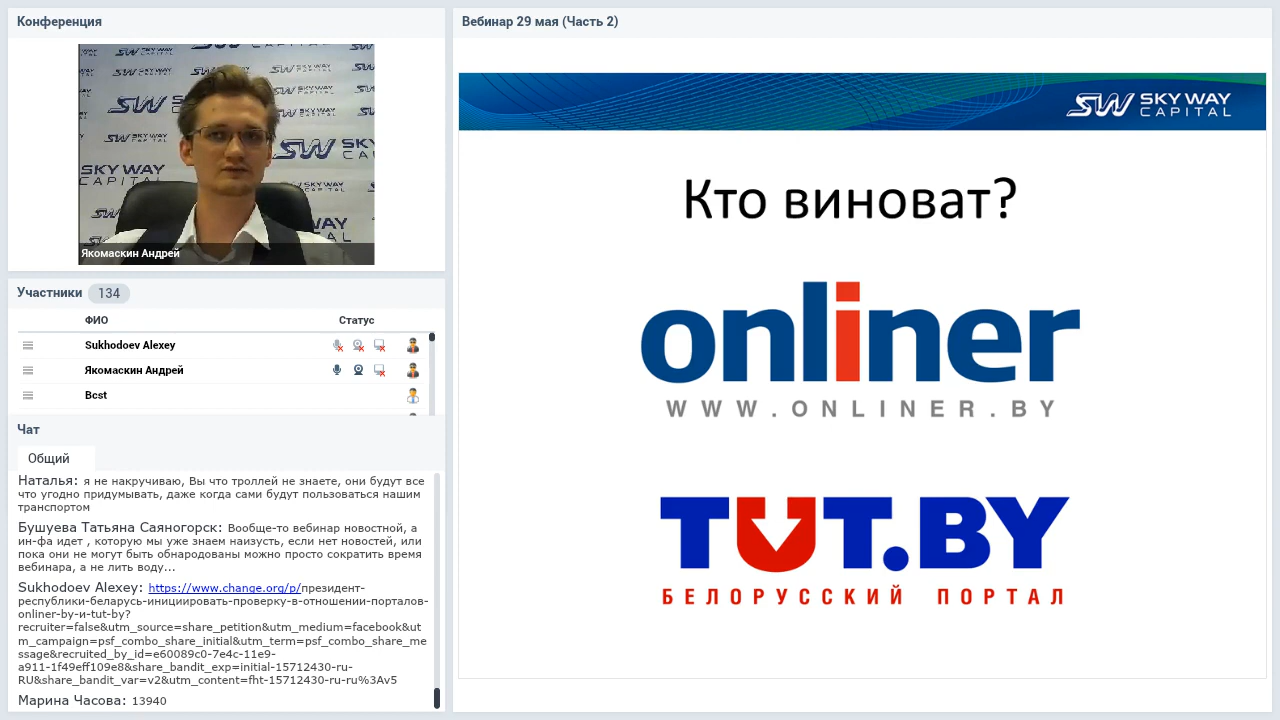 Конференция
SKY WAY
CAPITAL
Якомаскин Андрей
Участники 134
ФИО Статус
Sukhodoev Alexey
Якомаскин Андрей
Bcst
Чат
Общий
Наталья: я не накручиваю, Вы что троллей не знаете, они будут все
что угодно придумывать, даже когда сами будут пользоваться нашим
транспортом
Бушуева Татьяна Саяногорск: Вообще-то вебинар новостной, а
ин-фа идет , которую мы уже знаем наизусть, если нет новостей, или
пока они не могут быть обнародованы можно просто сократить время
вебинара, а не лить воду...
Sukhodoev Alexey: https://www.change.org/p/президент-
республики-беларусь-инициировать-проверку-в-отношении-порталов-
onliner-by-и-tut-by?
recruiter=false&utm_source=share_petition&utm_medium=facebook&ut
m_campaign=psf_combo_share_initial&utm_term=psf_combo_share_me
ssage&recruited_by_id=e60089c0-7e4c-11e9-
a911-1f49eff109e8&share_bandit_exp=initial-15712430-ru-
RU&share_bandit_var=v2&utm_content=fht-15712430-ru-ru%3Av5
Марина Часова: 13940
Вебинар 29 мая (Часть 2)
SW SKY WAY
CAPITAL
Кто виноват?
onliner
WWW.ONLINER.BY
TUT.BY
БЕЛОРУССКИЙ ПОРТАЛ